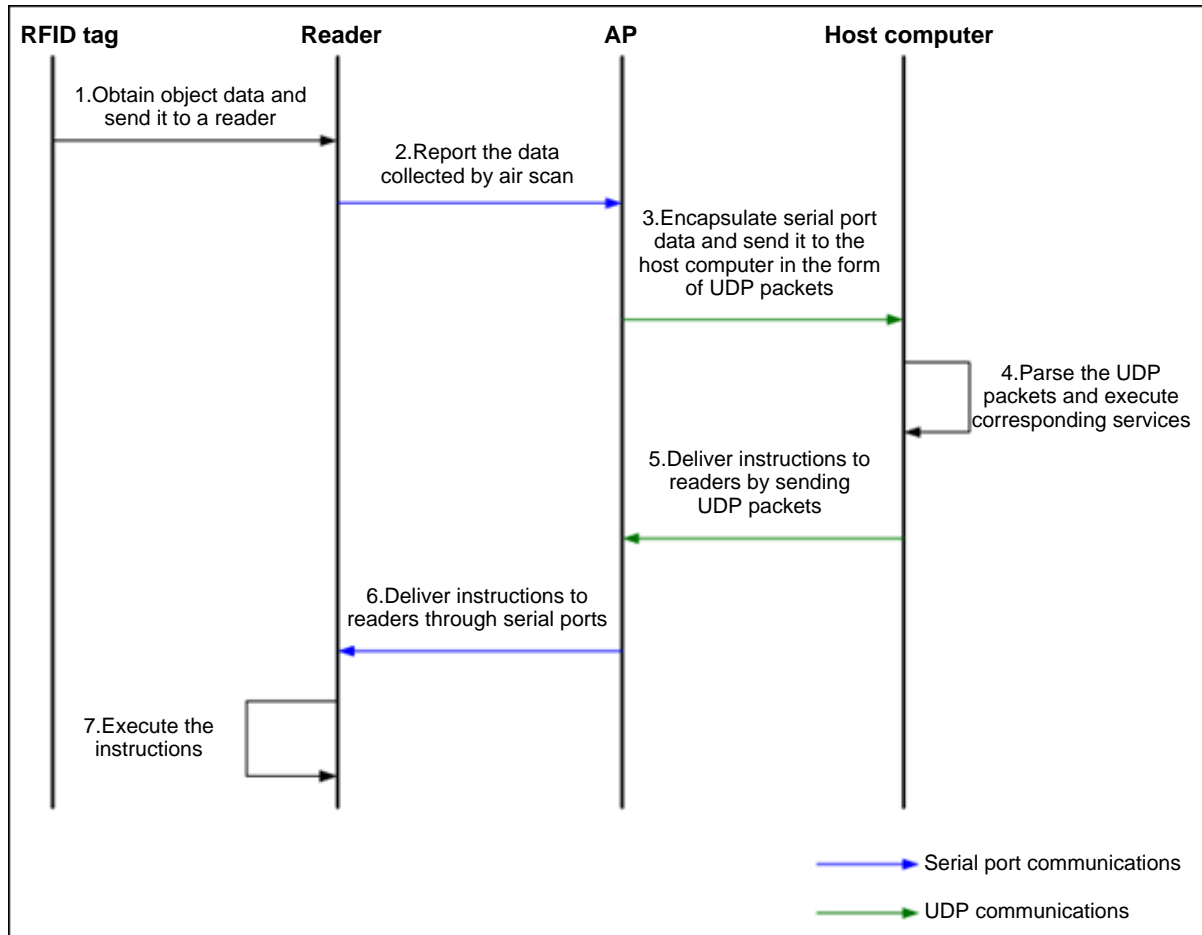 RFID tag
Reader
AP
Host computer
1.Obtain object data and
send it to a reader
2.Report the data
collected by air scan
3.Encapsulate serial port
data and send it to the
host computer in the form
of UDP packets
4.Parse the UDP
packets and execute
corresponding services
5.Deliver instructions to
readers by sending
UDP packets
6.Deliver instructions to
readers through serial ports
7.Execute the
instructions
Serial port communications
UDP communications